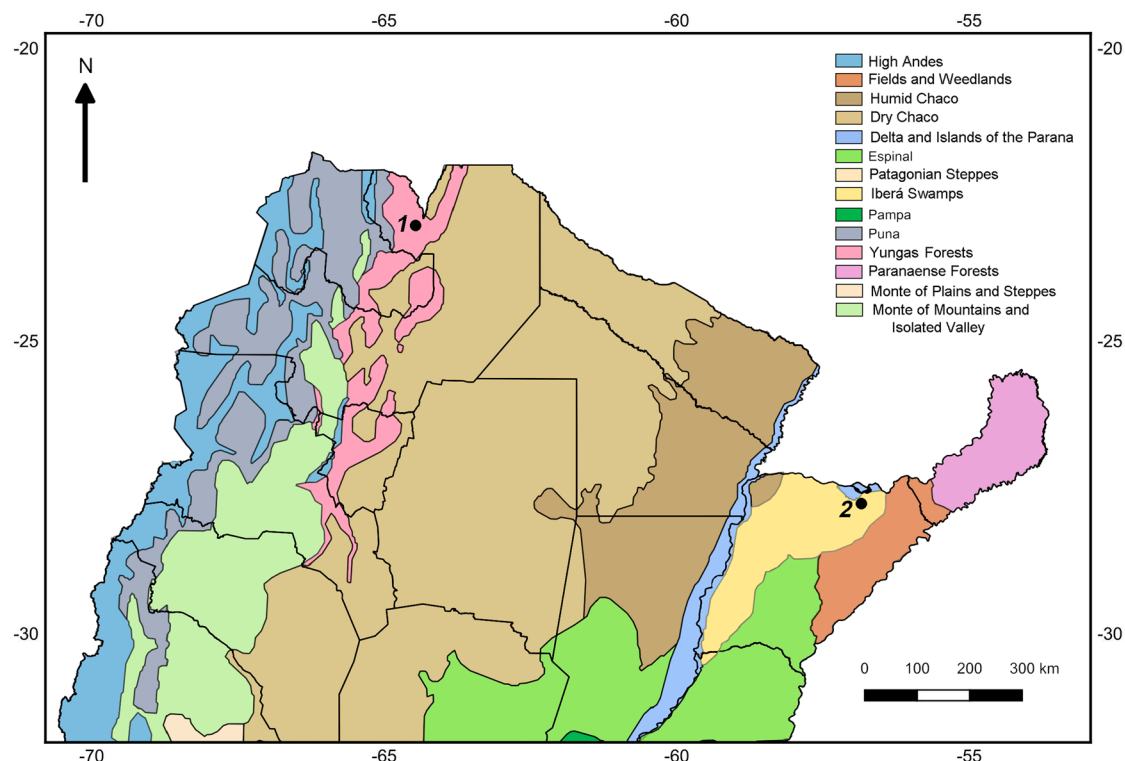 -70 -65 -60 -55
-20 -20
N
High Andes
Fields and Weedlands
Humid Chaco
Dry Chaco
Delta and Islands of the Parana
Espinal
Patagonian Steppes
Iberá Swamps
Pampa
Puna
Yungas Forests
Paranaense Forests
Monte of Plains and Steppes
Monte of Mountains and
Isolated Valley
1
-25 -25
2
-30 -30
0 100 200 300 km
-70 -65 -60 -55